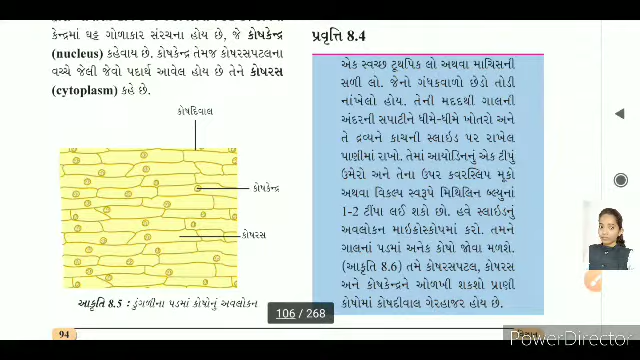 કેન્દ્રમાં ઘટ્ટ ગોળાકાર સંરચના હોય છે, જે કોષકેન્દ્ર
(nucleus) કહેવાય છે. કોષકેન્દ્ર તેમજ કોષરસપટલના
વચ્ચે જેલી જેવો પદાર્થ આવેલ હોય છે તેને કોષરસ
(cytoplasm) કહે છે.
કોષદિવાલ
કોષકેન્દ્ર
કોષરસ
આકૃતિ 8.5 : ડુંગળીના પડમાં કોષોનું અવલોકન
94
પ્રવૃત્તિ 8.4
એક સ્વચ્છ ટૂથપિક લો અથવા માચિસની
સળી લો. જેનો ગંધકવાળો છેડો તોડી
નાંખેલો હોય. તેની મદદથી ગાલની
અંદરની સપાટીને ધીમે-ધીમે ખોતરો અને
તે દ્રવ્યને કાચની સ્લાઇડ પર રાખેલ
પાણીમાં રાખો. તેમાં આયોડિનનું એક ટીપું
ઉમેરો અને તેના ઉપર કવરસ્લિપ મૂકો
અથવા વિકલ્પ સ્વરૂપે મિથિલિન બ્લ્યુનાં
1-2 ટીંપા લઈ શકો છો. હવે સ્લાઇડનું
અવલોકન માઇક્રોસ્કોપમાં કરો. તમને
ગાલનાં પડમાં અનેક કોષો જોવા મળશે.
(આકૃતિ 8.6) તમે કોષરસપટલ, કોષરસ
અને કોષકેન્દ્રને ઓળખી શકશો પ્રાણી
કોષોમાં કોષદીવાલ ગેરહાજર હોય છે.
106 / 268
PowerDirector